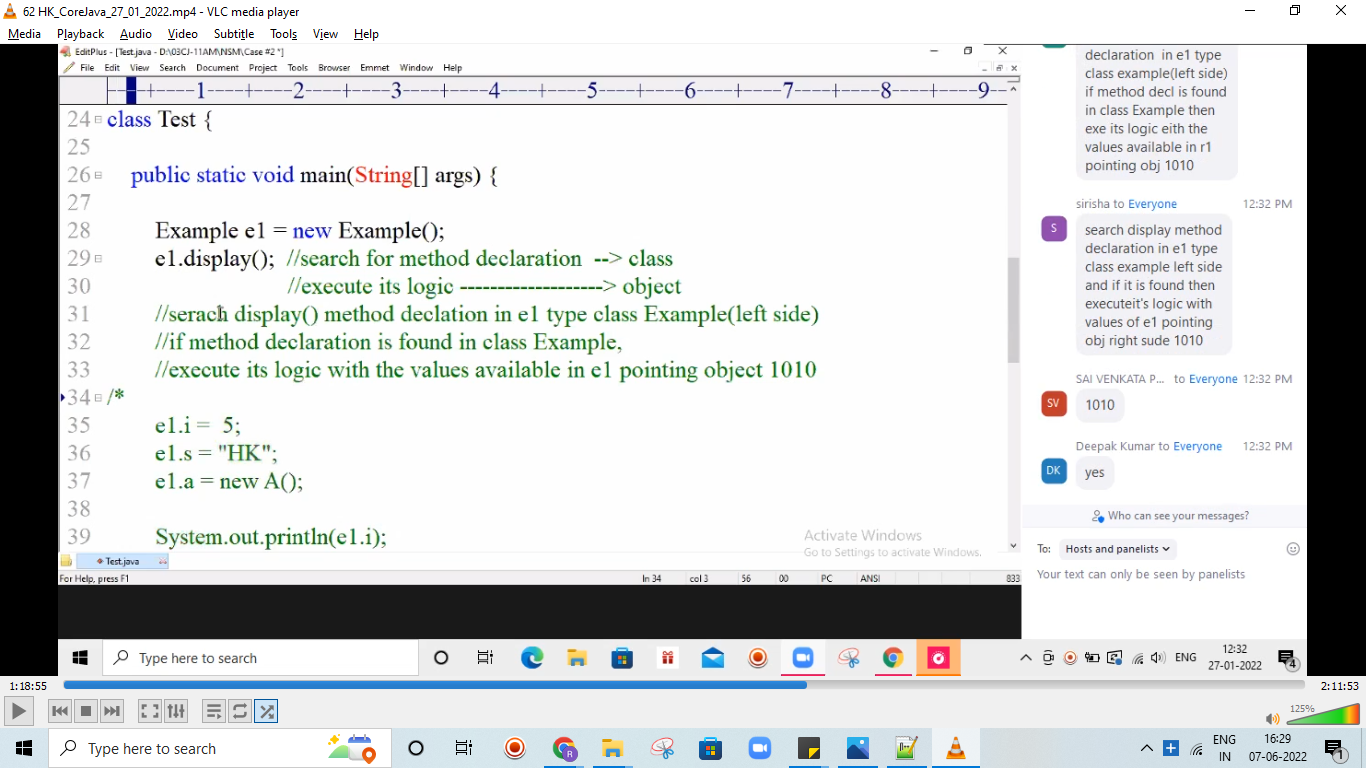 62 HK_CoreJava_27_01_2022.mp4 - VLC media player
Media Playback Audio Video Subtitle Tools View Help
EditPlus - [Test.java - D:\03CJ-11AM\NSM\Case #2 *]
File Edit View Search Document Project Tools Browser Emmet Window Help
1 2 3 4 5 6 7 8 9
24 class Test {
25
26 public static void main(String[] args) {
27
28 Example e1 = new Example();
29 e1.display(); //search for method declaration --> class
30 //execute its logic -------------------> object
31 //serach display() method declation in e1 type class Example(left side)
32 //if method declaration is found in class Example,
33 //execute its logic with the values available in e1 pointing object 1010
34 /*
35 e1.i = 5;
36 e1.s = "HK";
37 e1.a = new A();
38
39 System.out.println(e1.i);
Activate Windows
Go to Settings to activate Windows.
Test.java
For Help, press F1 ln 34 col 3 56 00 PC ANSI 833
declaration in e1 type
class example(left side)
if method decl is found
in class Example then
exe its logic eith the
values available in r1
pointing obj 1010
sirisha to Everyone 12:32 PM
S
search display method
declaration in e1 type
class example left side
and if it is found then
executeit's logic with
values of e1 pointing
obj right sude 1010
SAI VENKATA P... to Everyone 12:32 PM
SV
1010
Deepak Kumar to Everyone 12:32 PM
DK
yes
Who can see your messages?
To: Hosts and panelists
Your text can only be seen by panelists
Type here to search
ENG
12:32
27-01-2022
4
1:18:55
2:11:53
125%
Type here to search
R
ENG
IN
16:29
07-06-2022
1